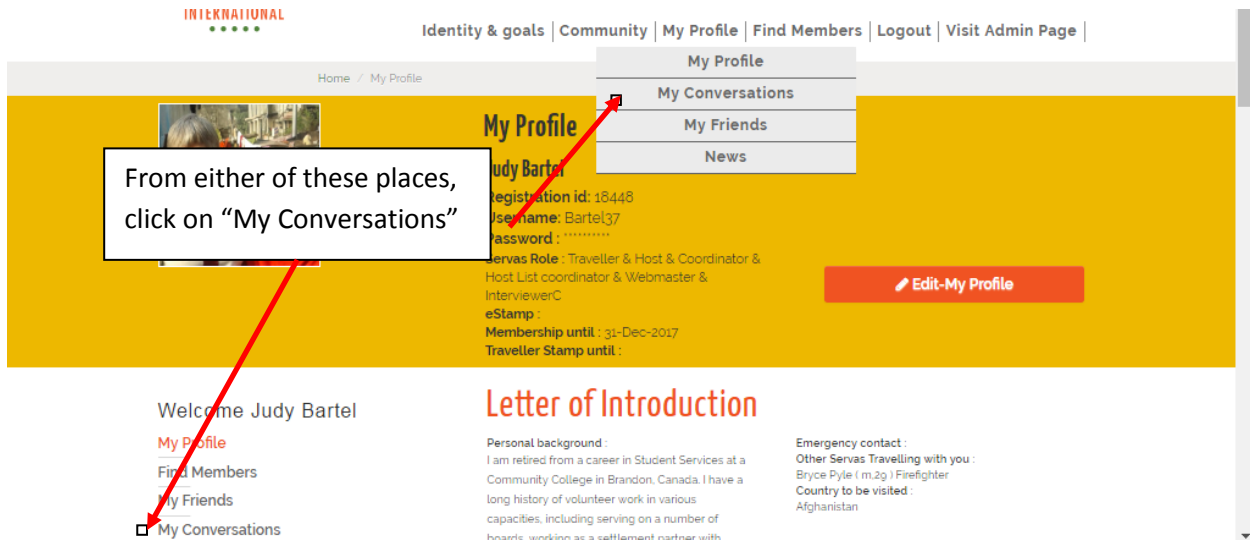 INTERNATIONAL
Identity & goals | Community | My Profile | Find Members | Logout | Visit Admin Page |
My Profile
My Conversations
My Friends
News
Home / My Profile
My Profile
Judy Bartel
Registration id: 18448
Username: Bartel37
Password : **********
Servas Role : Traveller & Host & Coordinator &
Host List coordinator & Webmaster &
InterviewerC
eStamp :
Membership until : 31-Dec-2017
Traveller Stamp until :
Edit-My Profile
From either of these places,
click on “My Conversations”
Welcome Judy Bartel
My Profile
Find Members
My Friends
My Conversations
Letter of Introduction
Personal background :
I am retired from a career in Student Services at a
Community College in Brandon, Canada. I have a
long history of volunteer work in various
capacities, including serving on a number of
boards, working as a settlement partner with
Emergency contact :
Other Servas Travelling with you :
Bryce Pyle ( m,29 ) Firefighter
Country to be visited :
Afghanistan